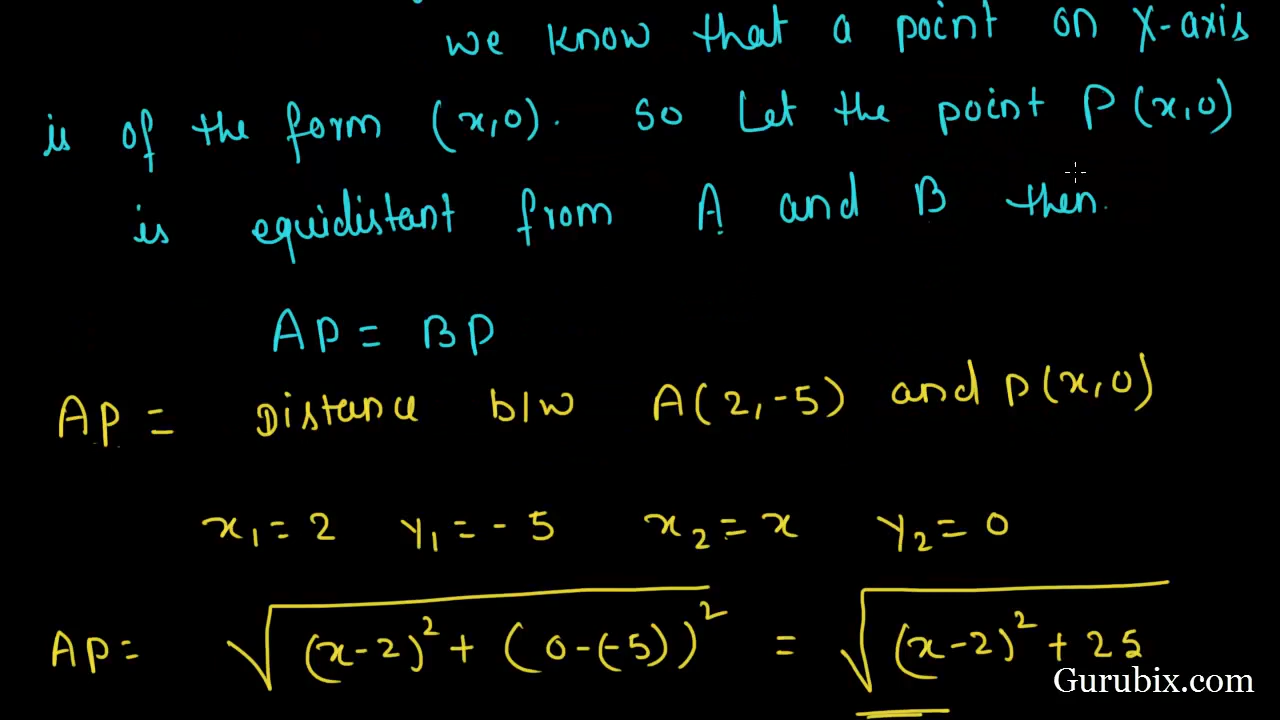 we know that a point on X-axis
is of the form (x,0). So Let the point P(x,0)
is equidistant from A and B then.
AP = BP
AP = Distance b/w A(2,-5) and P(x,0)
x₁ = 2 y₁ = -5 x₂ = x y₂ = 0
AP = √((x-2)² + (0-(-5))²) = √((x-2)² + 25)
Gurubix.com